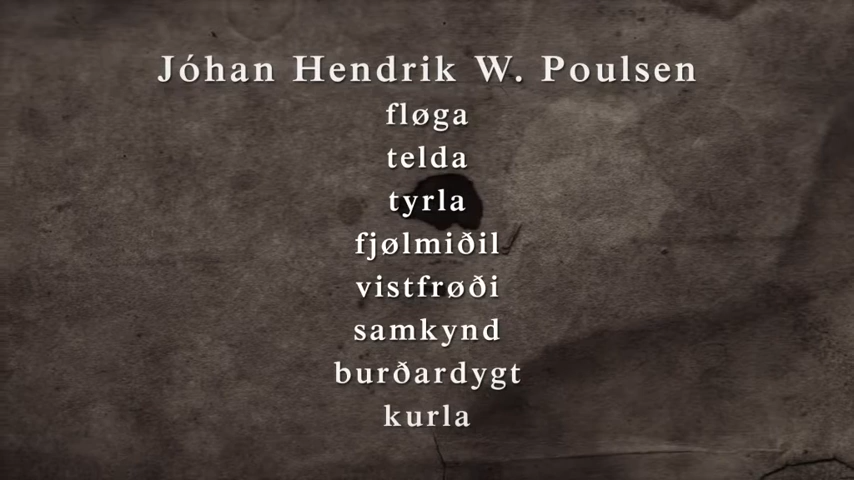 Jóhan Hendrik W. Poulsen
fløga
telda
tyrla
fjølmiðil
vistfrøði
samkynd
burðardygt
kurla